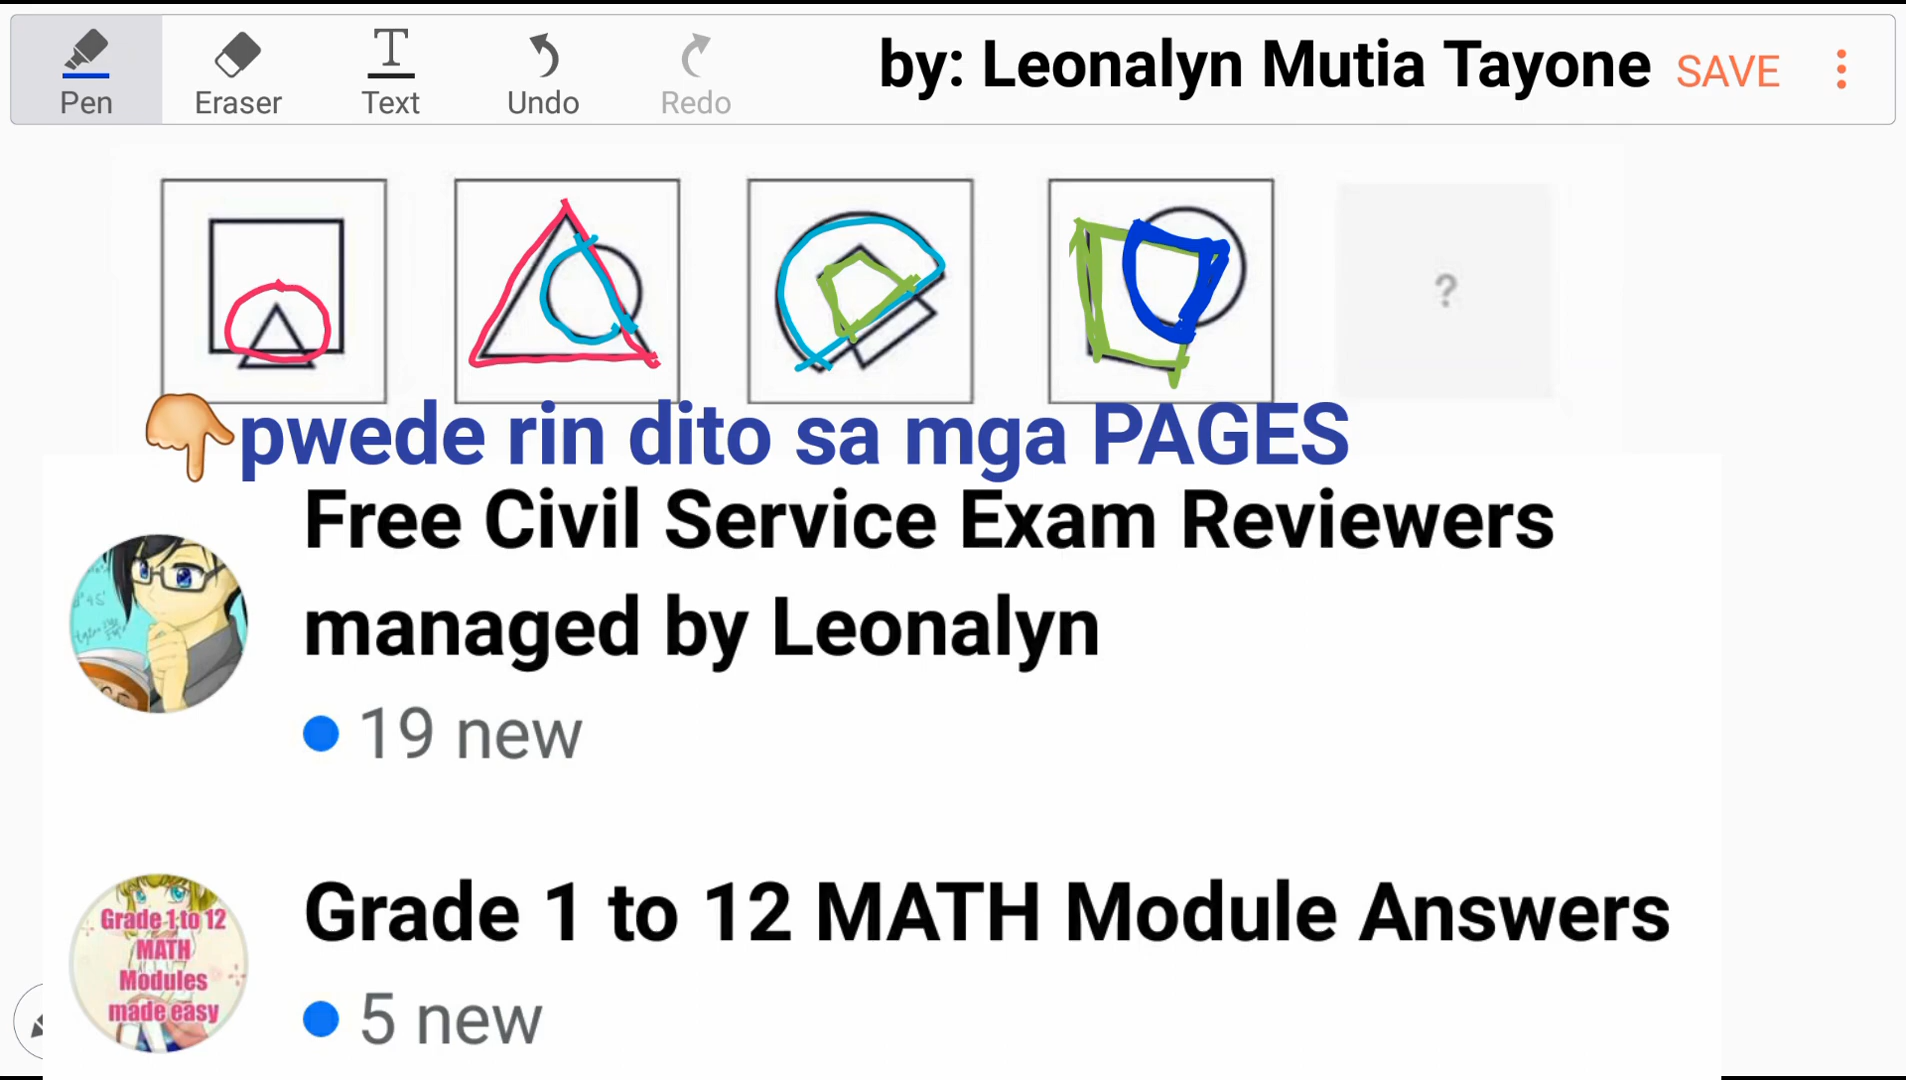 Pen
Eraser
Text
Undo
Redo
by: Leonalyn Mutia Tayone
SAVE
?
pwede rin dito sa mga PAGES
Free Civil Service Exam Reviewers
managed by Leonalyn
19 new
Grade 1 to 12
MATH
Modules
made easy
Grade 1 to 12 MATH Module Answers
5 new